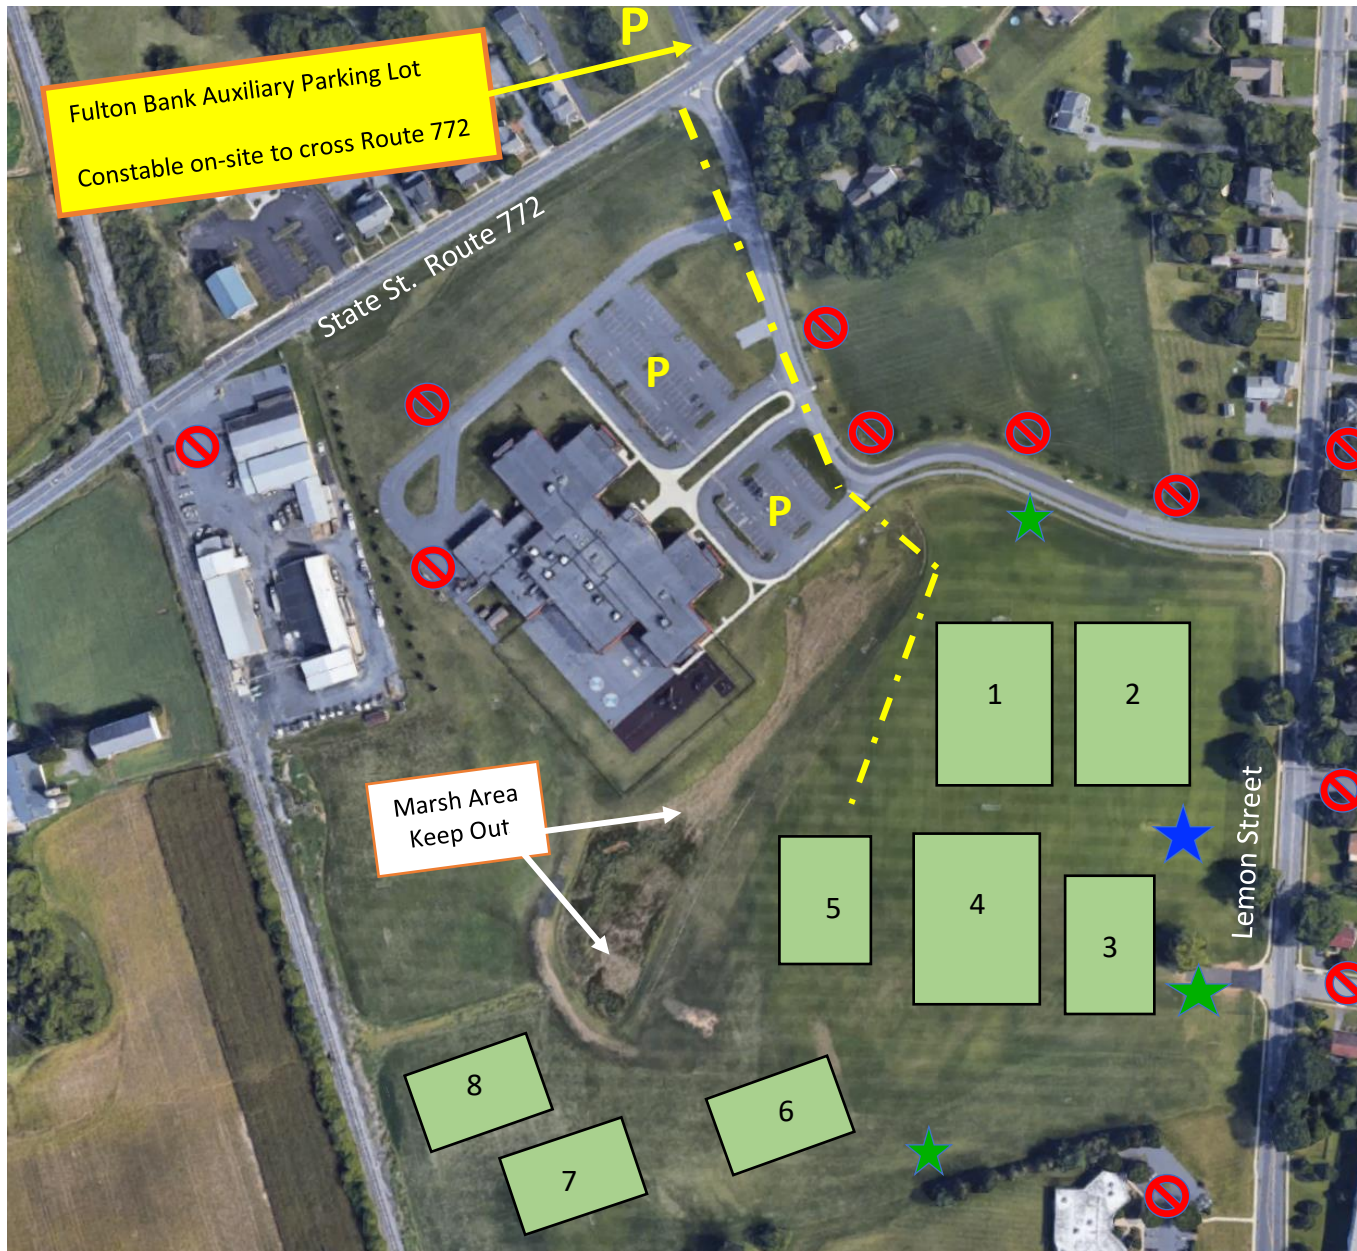 P
Fulton Bank Auxiliary Parking Lot
Constable on-site to cross Route 772
State St. Route 772
P
P
1
2
Marsh Area
Keep Out
Lemon Street
5
4
3
8
6
7